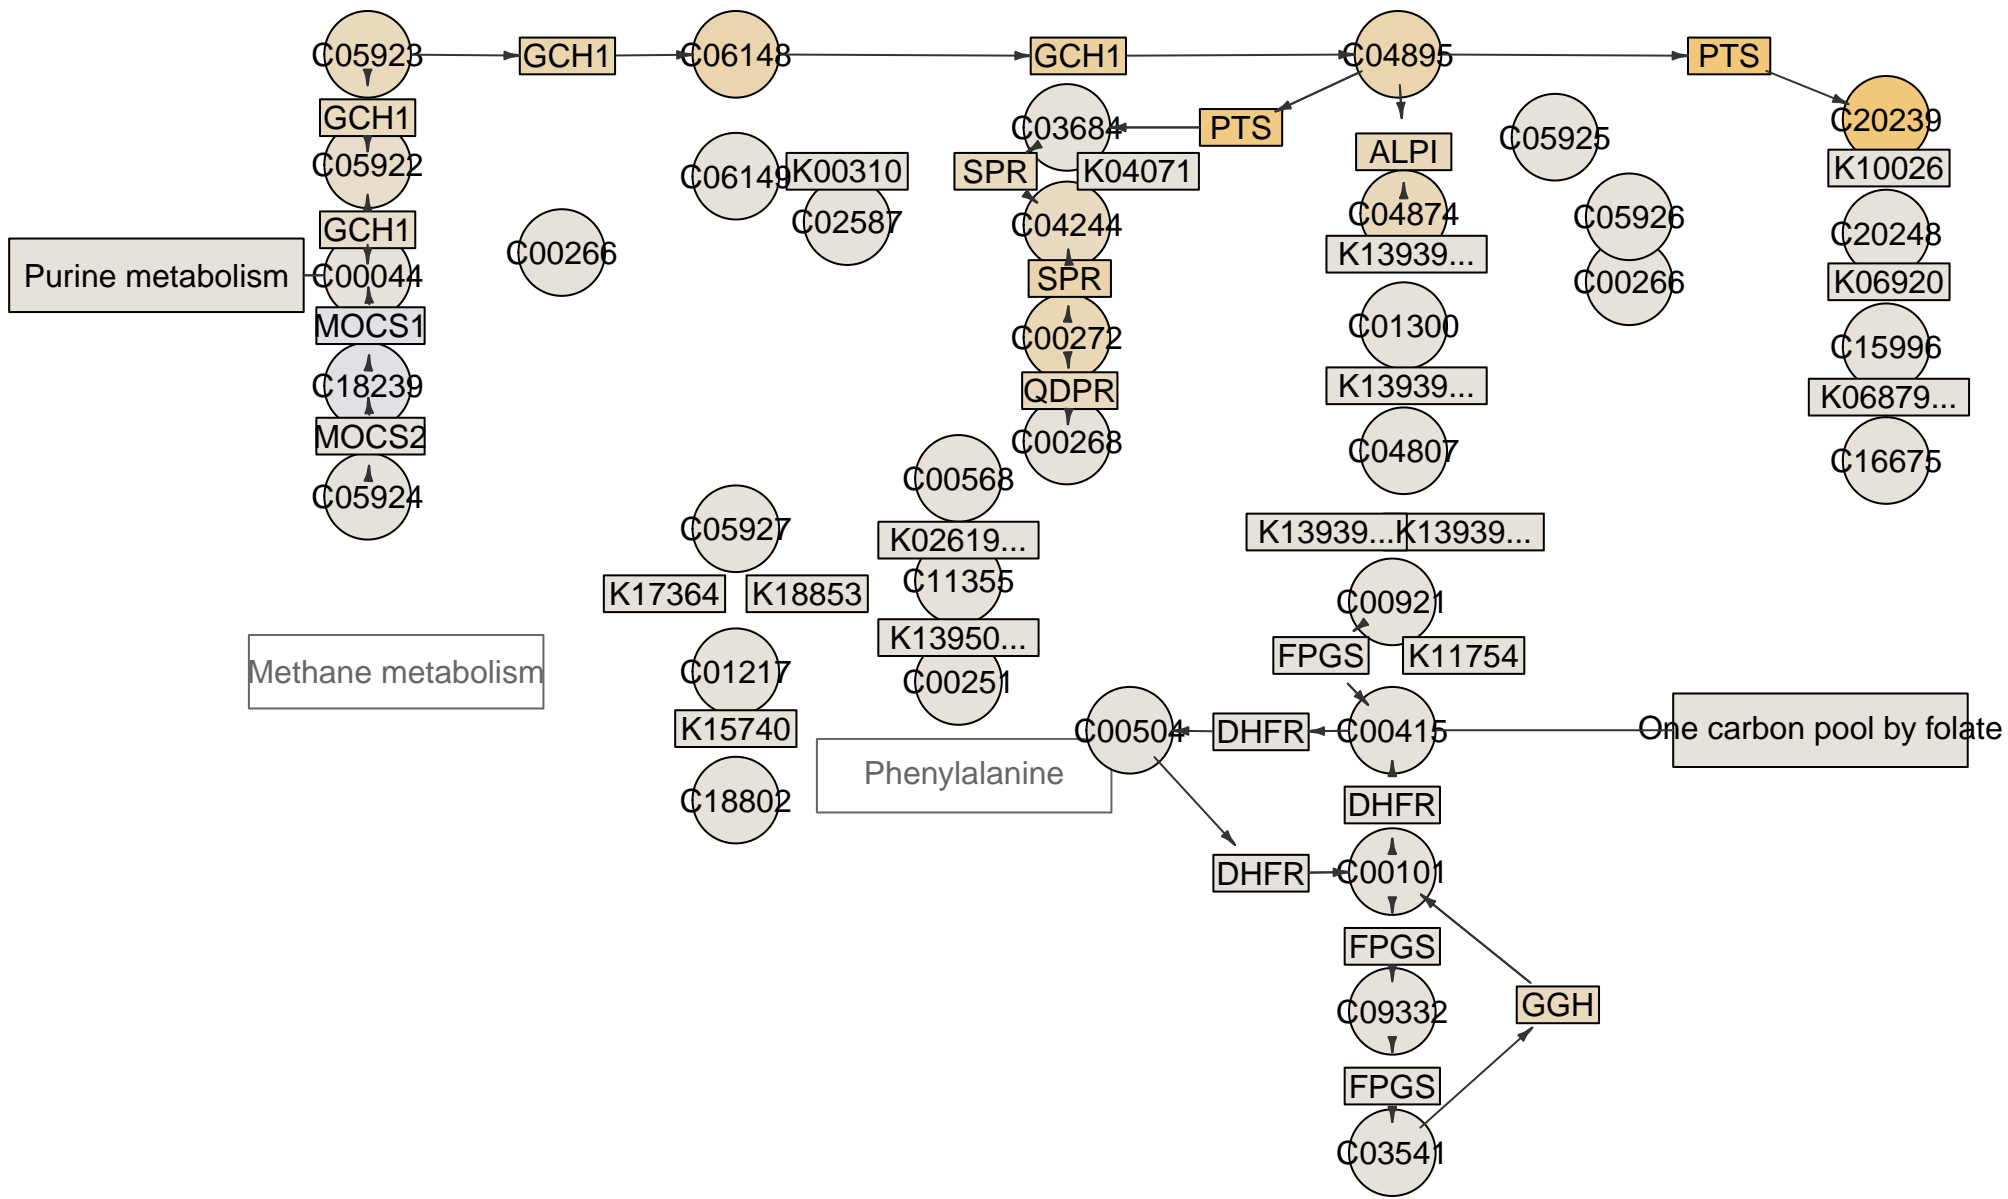 C05923
GCH1
C06148
GCH1
C04895
PTS
GCH1
C03684
PTS
C05925
C20239
C05922
C06149
K00310
SPR
K04071
ALPI
K10026
GCH1
C00266
C02587
C04244
C04874
C05926
C20248
Purine metabolism
C00044
SPR
K13939...
C00266
K06920
MOCS1
C00272
C01300
C15996
C18239
QDPR
K13939...
K06879...
MOCS2
C00268
C04807
C16675
C05924
C00568
C05927
K02619...
K13939...
K13939...
K17364
K18853
C11355
C00921
Methane metabolism
C01217
K13950...
FPGS
K11754
C00251
K15740
C00504
DHFR
C00415
One carbon pool by folate
Phenylalanine
C18802
DHFR
DHFR
C00101
FPGS
C09332
GGH
FPGS
C03541